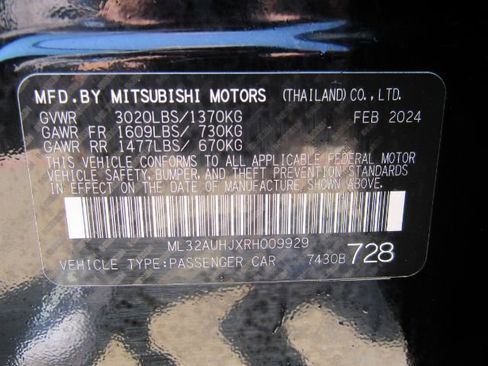 MFD. BY MITSUBISHI MOTORS (THAILAND) CO., LTD.
GVWR 3020LBS/1370KG FEB 2024
GAWR FR 1609LBS/ 730KG
GAWR RR 1477LBS/ 670KG
THIS VEHICLE CONFORMS TO ALL APPLICABLE FEDERAL MOTOR
VEHICLE SAFETY, BUMPER, AND THEFT PREVENTION STANDARDS
IN EFFECT ON THE DATE OF MANUFACTURE SHOWN ABOVE.
ML32AUHJXRH009929
VEHICLE TYPE:PASSENGER CAR 7430B 728